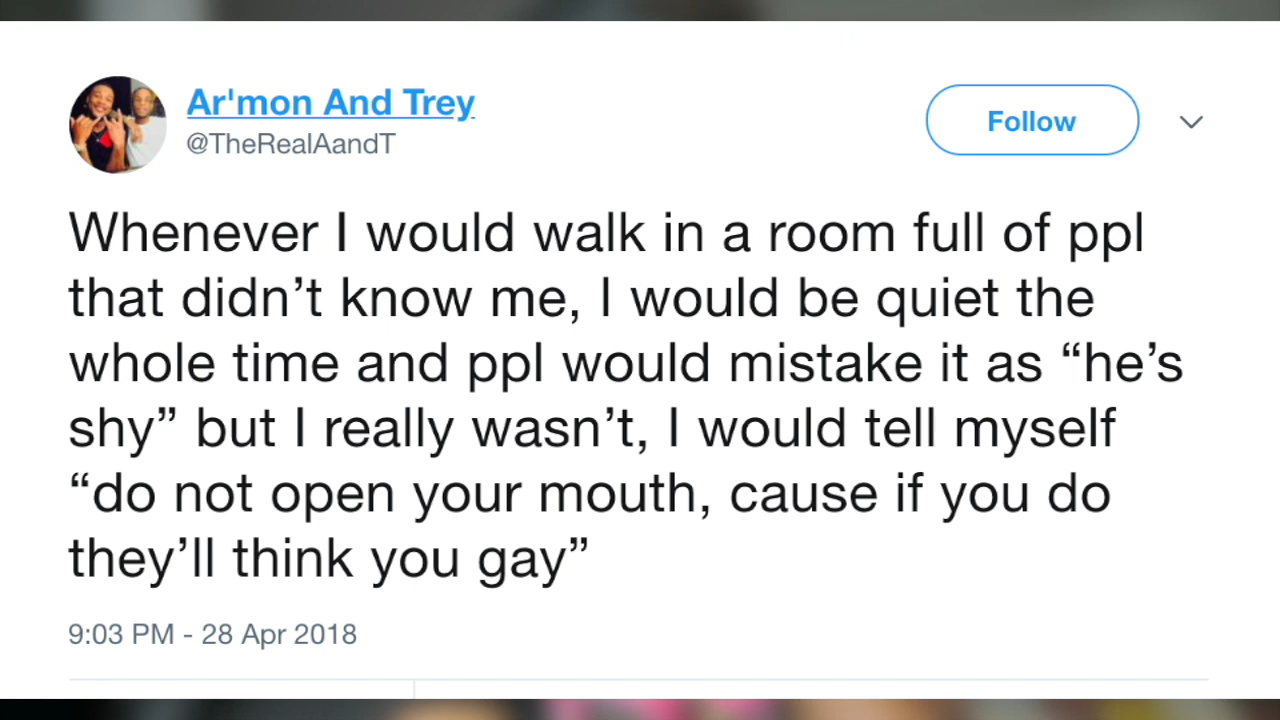 Ar'mon And Trey
@TheRealAandT
Follow
Whenever I would walk in a room full of ppl
that didn’t know me, I would be quiet the
whole time and ppl would mistake it as “he’s
shy” but I really wasn’t, I would tell myself
“do not open your mouth, cause if you do
they’ll think you gay”
9:03 PM - 28 Apr 2018